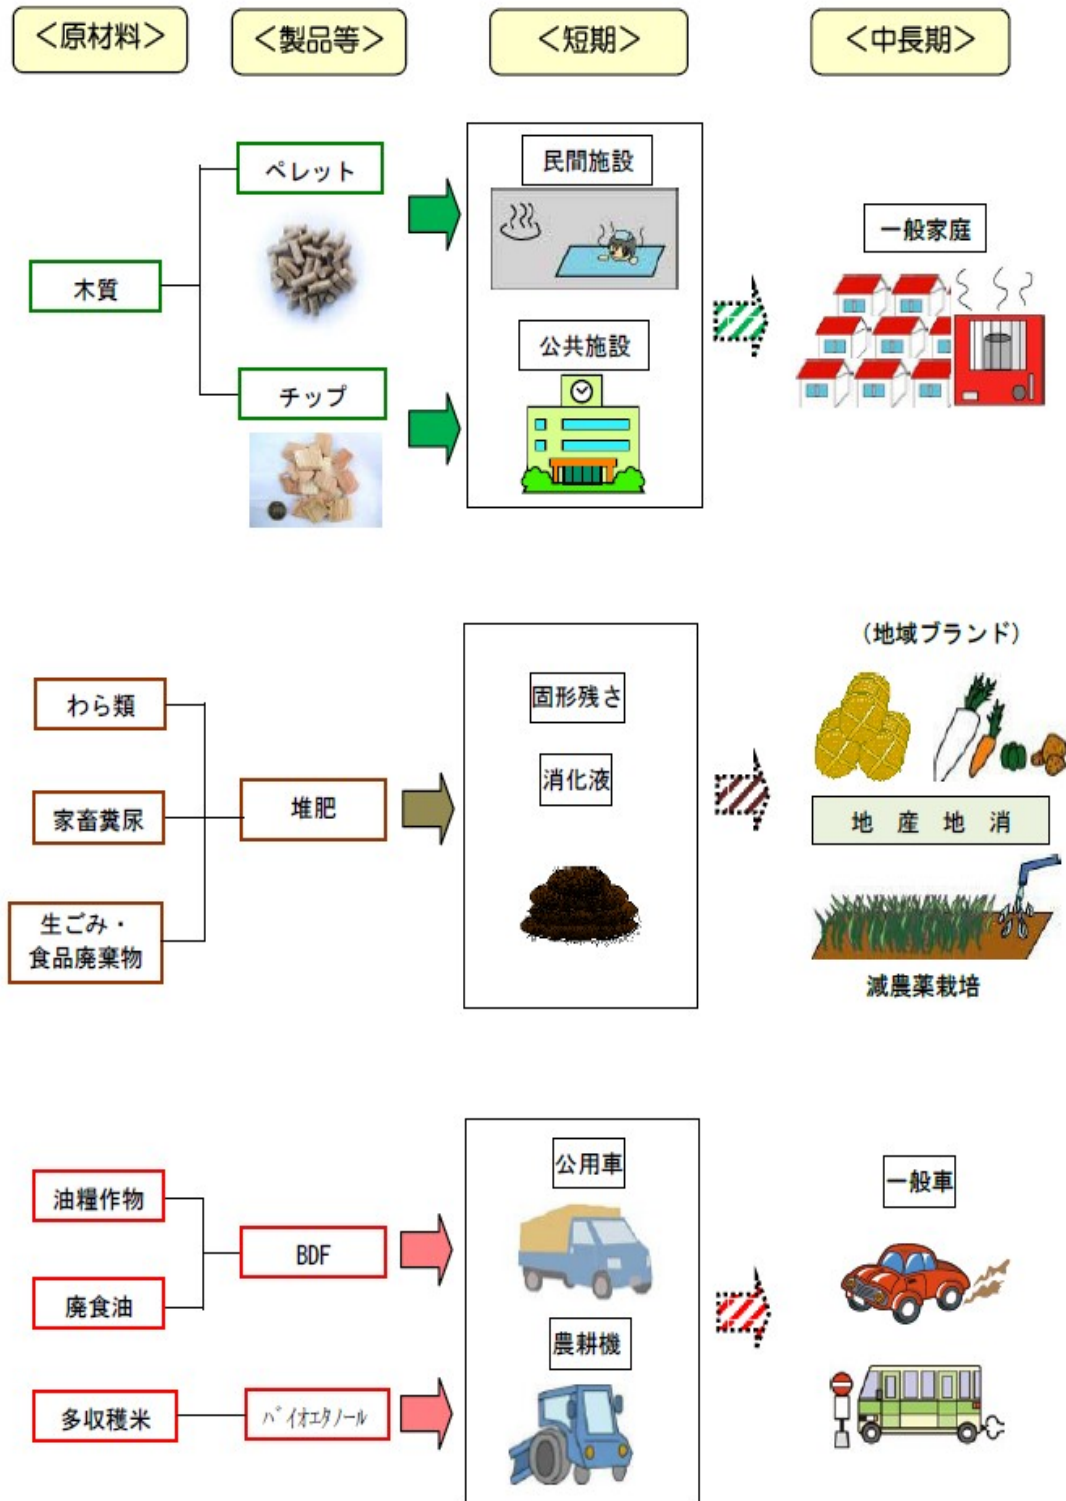 ＜原材料＞
＜製品等＞
＜短期＞
＜中長期＞
ペレット
民間施設
一般家庭
木質
公共施設
チップ
（地域ブランド）
わら類
固形残さ
消化液
家畜糞尿
堆肥
地 産 地 消
生ごみ・
食品廃棄物
減農薬栽培
公用車
一般車
油糧作物
BDF
廃食油
農耕機
多収穫米
ﾊﾞｲｵｴﾀﾉｰﾙ